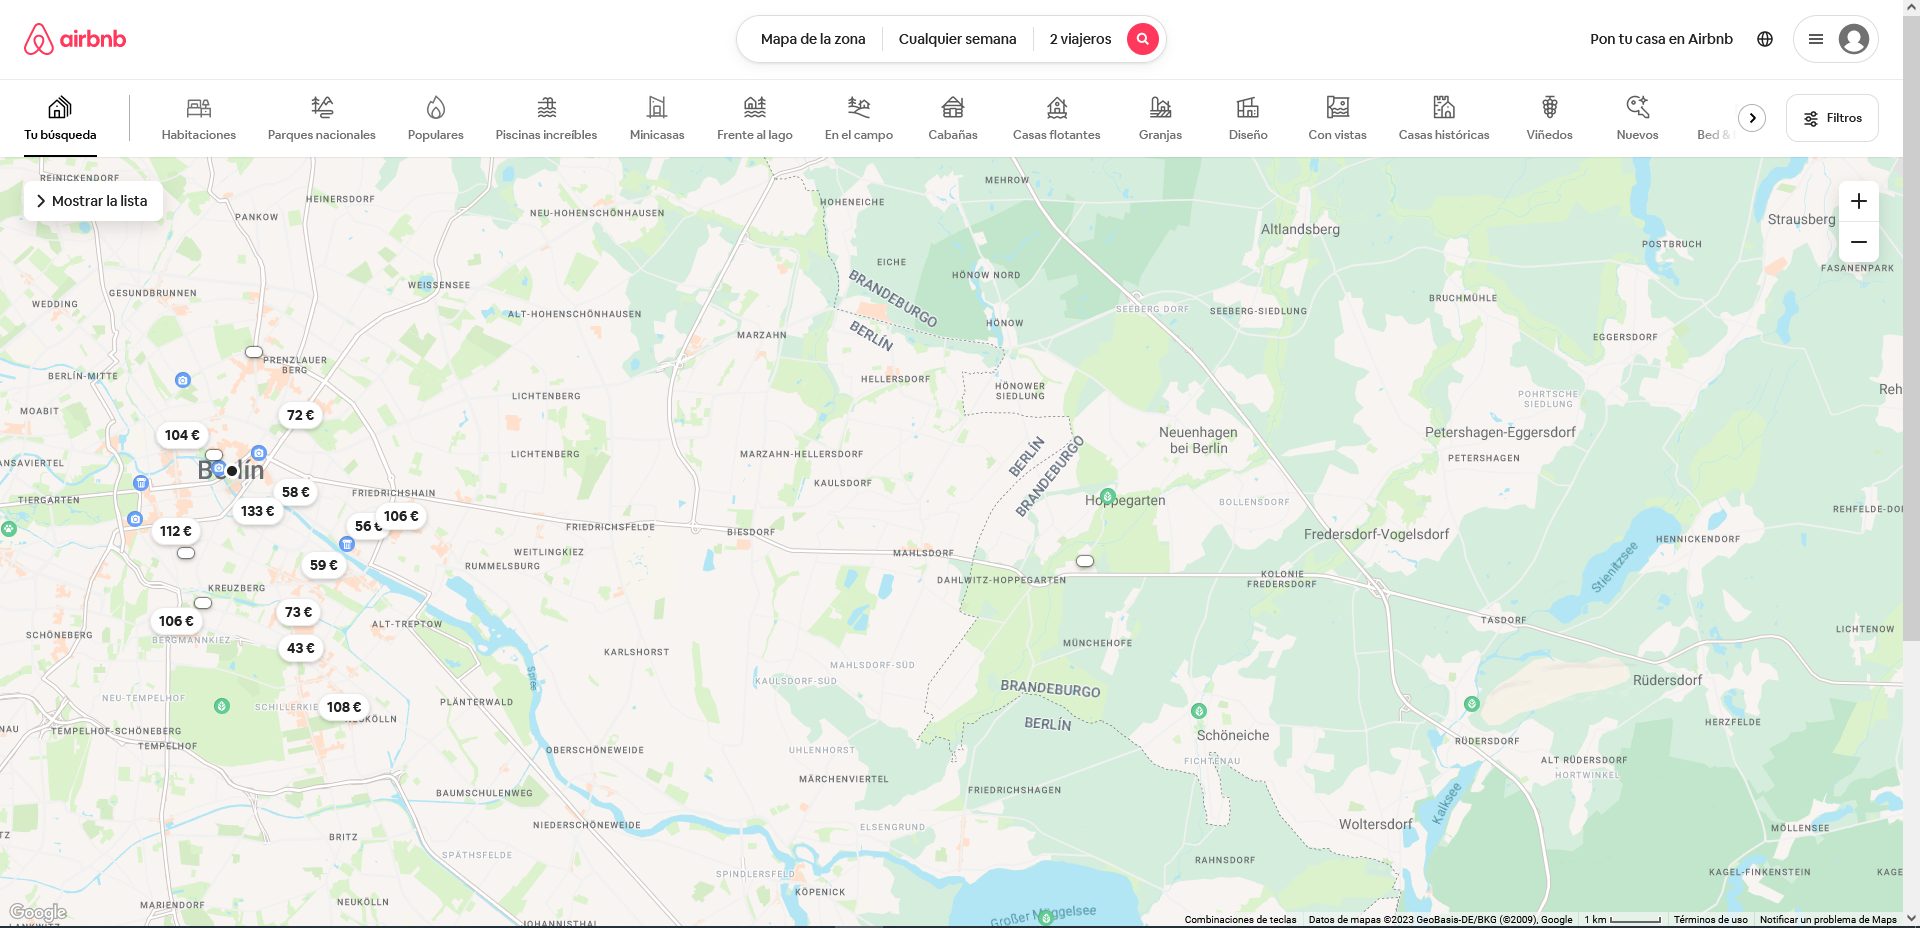 airbnb
Mapa de la zona
Cualquier semana
2 viajeros
Pon tu casa en Airbnb
Tu búsqueda
Habitaciones
Parques nacionales
Populares
Piscinas increíbles
Minicasas
Frente al lago
En el campo
Cabañas
Casas flotantes
Granjas
Diseño
Con vistas
Casas históricas
Viñedos
Nuevos
Bed &
Filtros
Mostrar la lista
REINICKENDORF
HEINERSDORF
PANKOW
NEU-HOHENSCHÖNHAUSEN
HOHENEICHE
MEHROW
Altlandsberg
Strausberg
POSTBRUCH
FASANENPARK
EICHE
HÖNOW NORD
BRANDEBURGO
BERLÍN
WEISSENSEE
GESUNDBRUNNEN
WEDDING
ALT-HOHENSCHÖNHAUSEN
MARZAHN
HÖNOW
SEEBERG DORF
SEEBERG-SIEDLUNG
BRUCHMÜHLE
EGGERSDORF
PRENZLAUER
BERG
BERLÍN-MITTE
MOABIT
HELLERSDORF
HÖNOWER
SIEDLUNG
LICHTENBERG
POHRTSCHE
SIEDLUNG
Reh
72 €
104 €
Berlín
Neuenhagen
bei Berlin
Petershagen-Eggersdorf
PETERSHAGEN
LICHTENBERG
MARZAHN-HELLERSDORF
KAULSDORF
BERLÍN
BRANDEBURGO
ANSAVIERTEL
TIERGARTEN
58 €
133 €
FRIEDRICHSHAIN
56 €
106 €
112 €
59 €
FRIEDRICHSFELDE
BIESDORF
Hoppegarten
BOLLENSDORF
Fredersdorf-Vogelsdorf
REHFELDE-DO
HENNICKENDORF
Stienitzsee
WEITLINGKIEZ
RUMMELSBURG
MAHLSDORF
DAHLWITZ-HOPPEGARTEN
KOLONIE
FREDERSDORF
KREUZBERG
73 €
106 €
43 €
BERGMANNKIEZ
SCHÖNEBERG
ALT-TREPTOW
KARLSHORST
MÜNCHEHOFE
TASDORF
LICHTENOW
MAHLSDORF-SÜD
KAULSDORF-SÜD
Spree
BRANDEBURGO
BERLÍN
Rüdersdorf
NEU-TEMPELHOF
SCHILLERKIE
108 €
NEUKÖLLN
PLÄNTERWALD
HERZFELDE
NAU
TEMPELHOF-SCHÖNEBERG
TEMPELHOF
OBERSCHÖNEWEIDE
UHLENHORST
Schöneiche
FICHTENAU
RÜDERSDORF
ALT RÜDERSDORF
HORTWINKEL
MÄRCHENVIERTEL
BAUMSCHULENWEG
FRIEDRICHSHAGEN
Kalksee
NIEDERSCHÖNEWEIDE
ELSENGRUND
Woltersdorf
MÖLLENSEE
TZ
BRITZ
SPÄTHSFELDE
RAHNSDORF
SPINDLERSFELD
KÖPENICK
KAGEL-FINKENSTEIN
KAGEL
MARIENDORF
NEUKÖLLN
Großer Müggelsee
Google
LANKWITZ
JOHANNISTHAL
Combinaciones de teclas
Datos de mapas ©2023 GeoBasis-DE/BKG (©2009), Google
1 km
Términos de uso
Notificar un problema de Maps